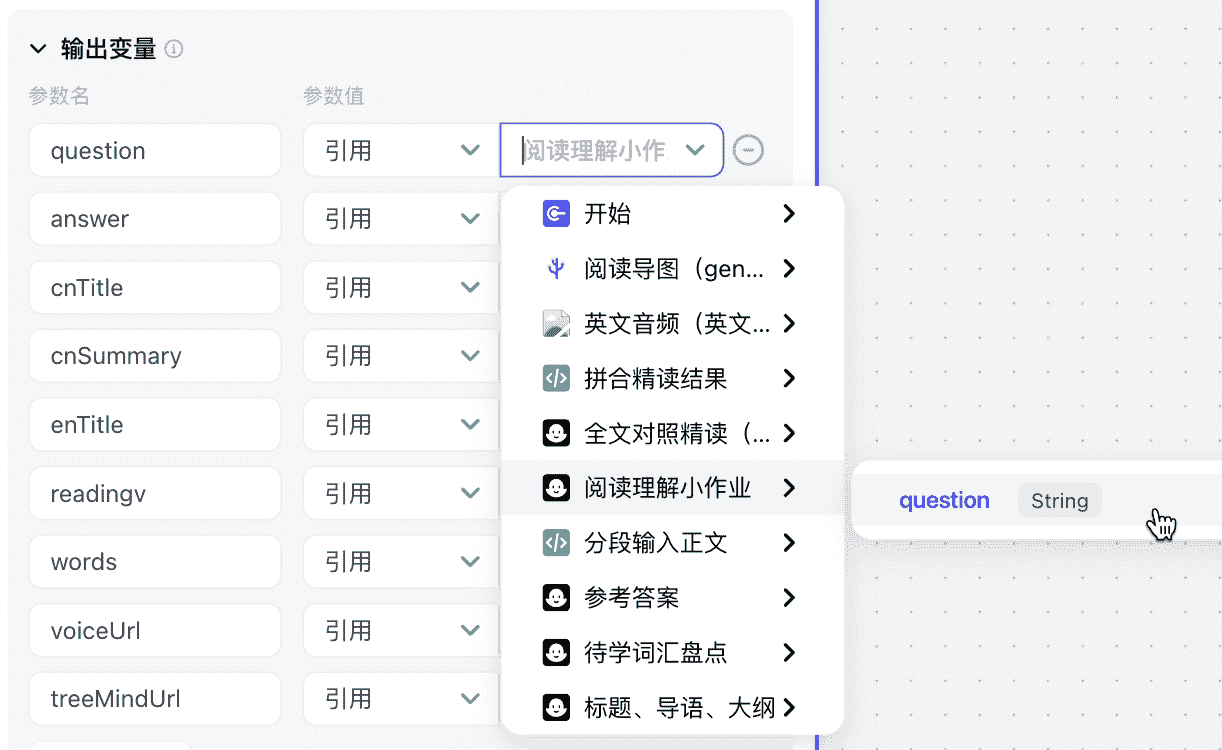 输出变量
参数名 参数值
question 引用 阅读理解小作
answer 引用
cnTitle 引用
cnSummary 引用
enTitle 引用
readingv 引用
words 引用
voiceUrl 引用
treeMindUrl 引用
开始
阅读导图（gen...
英文音频（英文...
拼合精读结果
全文对照精读（...
阅读理解小作业
question String
分段输入正文
参考答案
待学词汇盘点
标题、导语、大纲